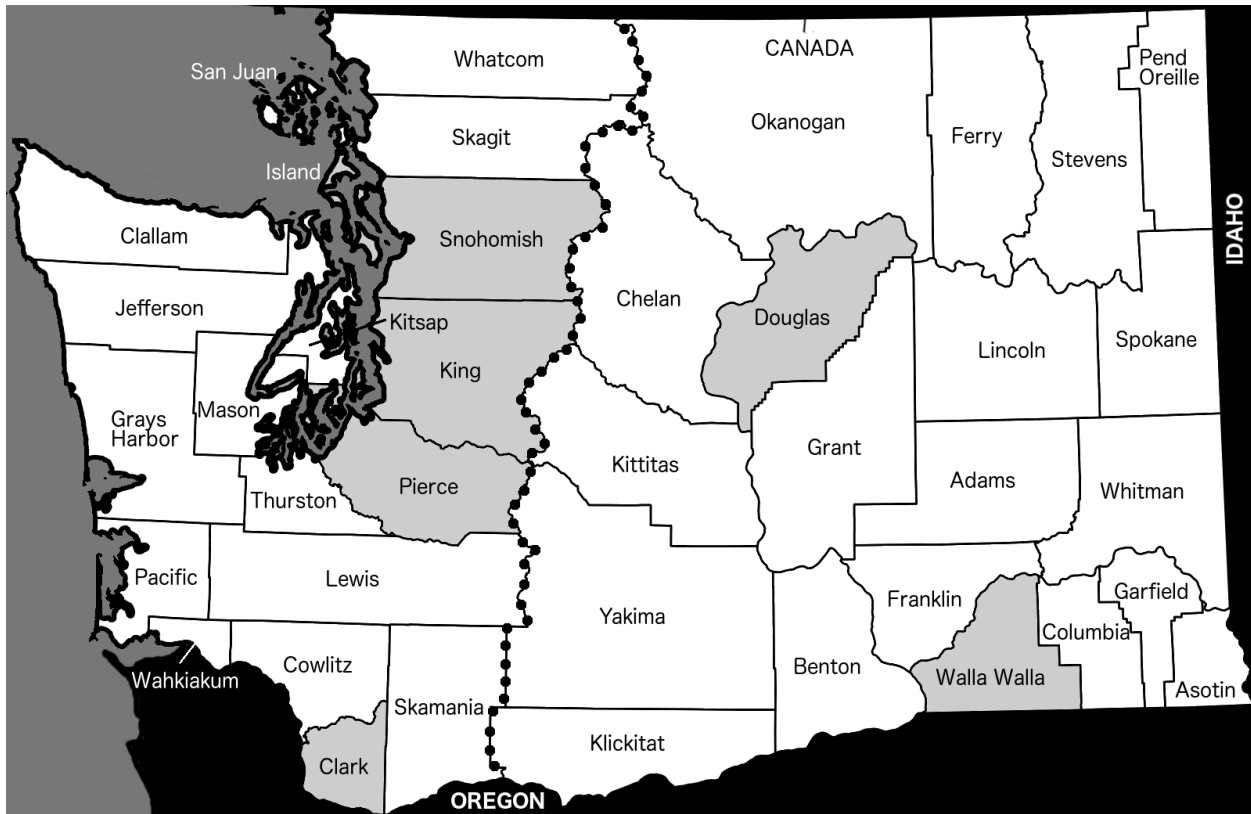 CANADA
Whatcom
San Juan
Pend
Oreille
Okanogan
Skagit
Ferry
Stevens
Island
IDAHO
Clallam
Snohomish
Chelan
Jefferson
Kitsap
Douglas
Spokane
Lincoln
King
Mason
Grays
Harbor
Grant
Kittitas
Adams
Pierce
Whitman
Thurston
Pacific
Lewis
Garfield
Franklin
Yakima
Columbia
Cowlitz
Benton
Wahkiakum
Walla Walla
Asotin
Skamania
Klickitat
Clark
OREGON